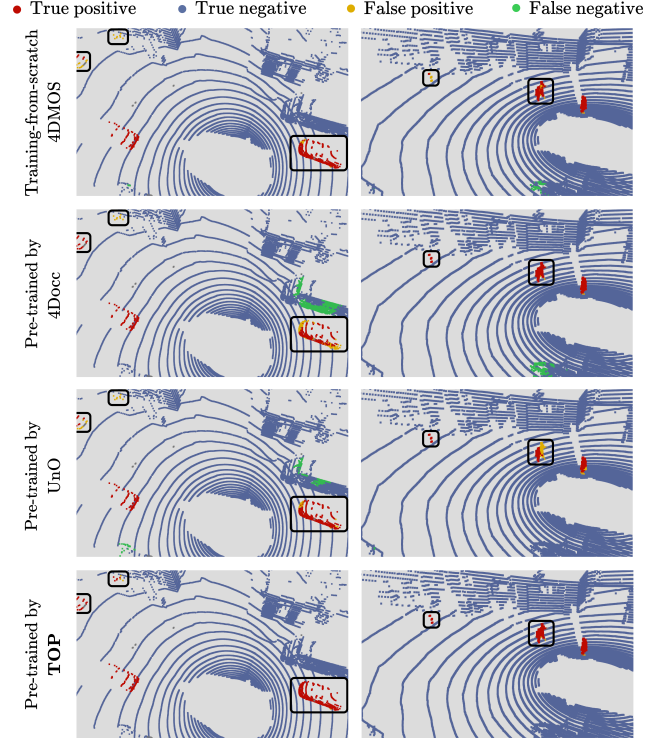 True positive True negative False positive False negative
Training-from-scratch
4DMOS
Pre-trained by
4Docc
Pre-trained by
UnO
Pre-trained by
TOP